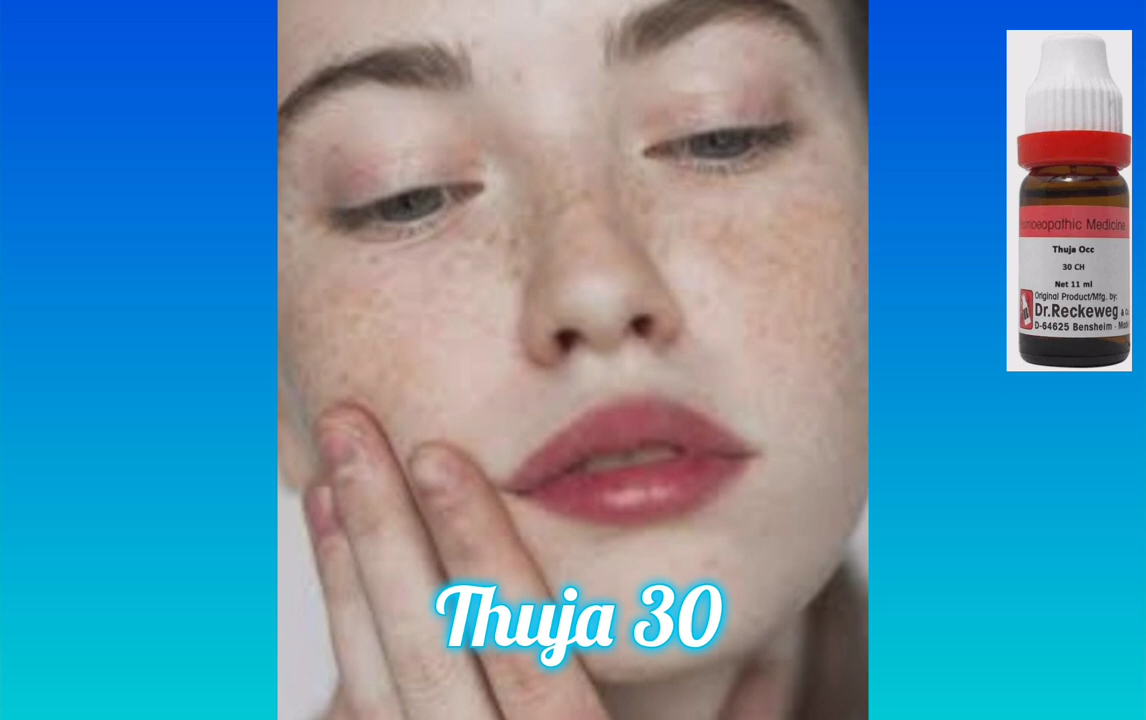 Thuja 30
Homoeopathic Medicine
Thuja Occ
30 CH
Net 11 ml
Original Product/Mfg. by:
Dr.Reckeweg &
D-64625 Bensheim -